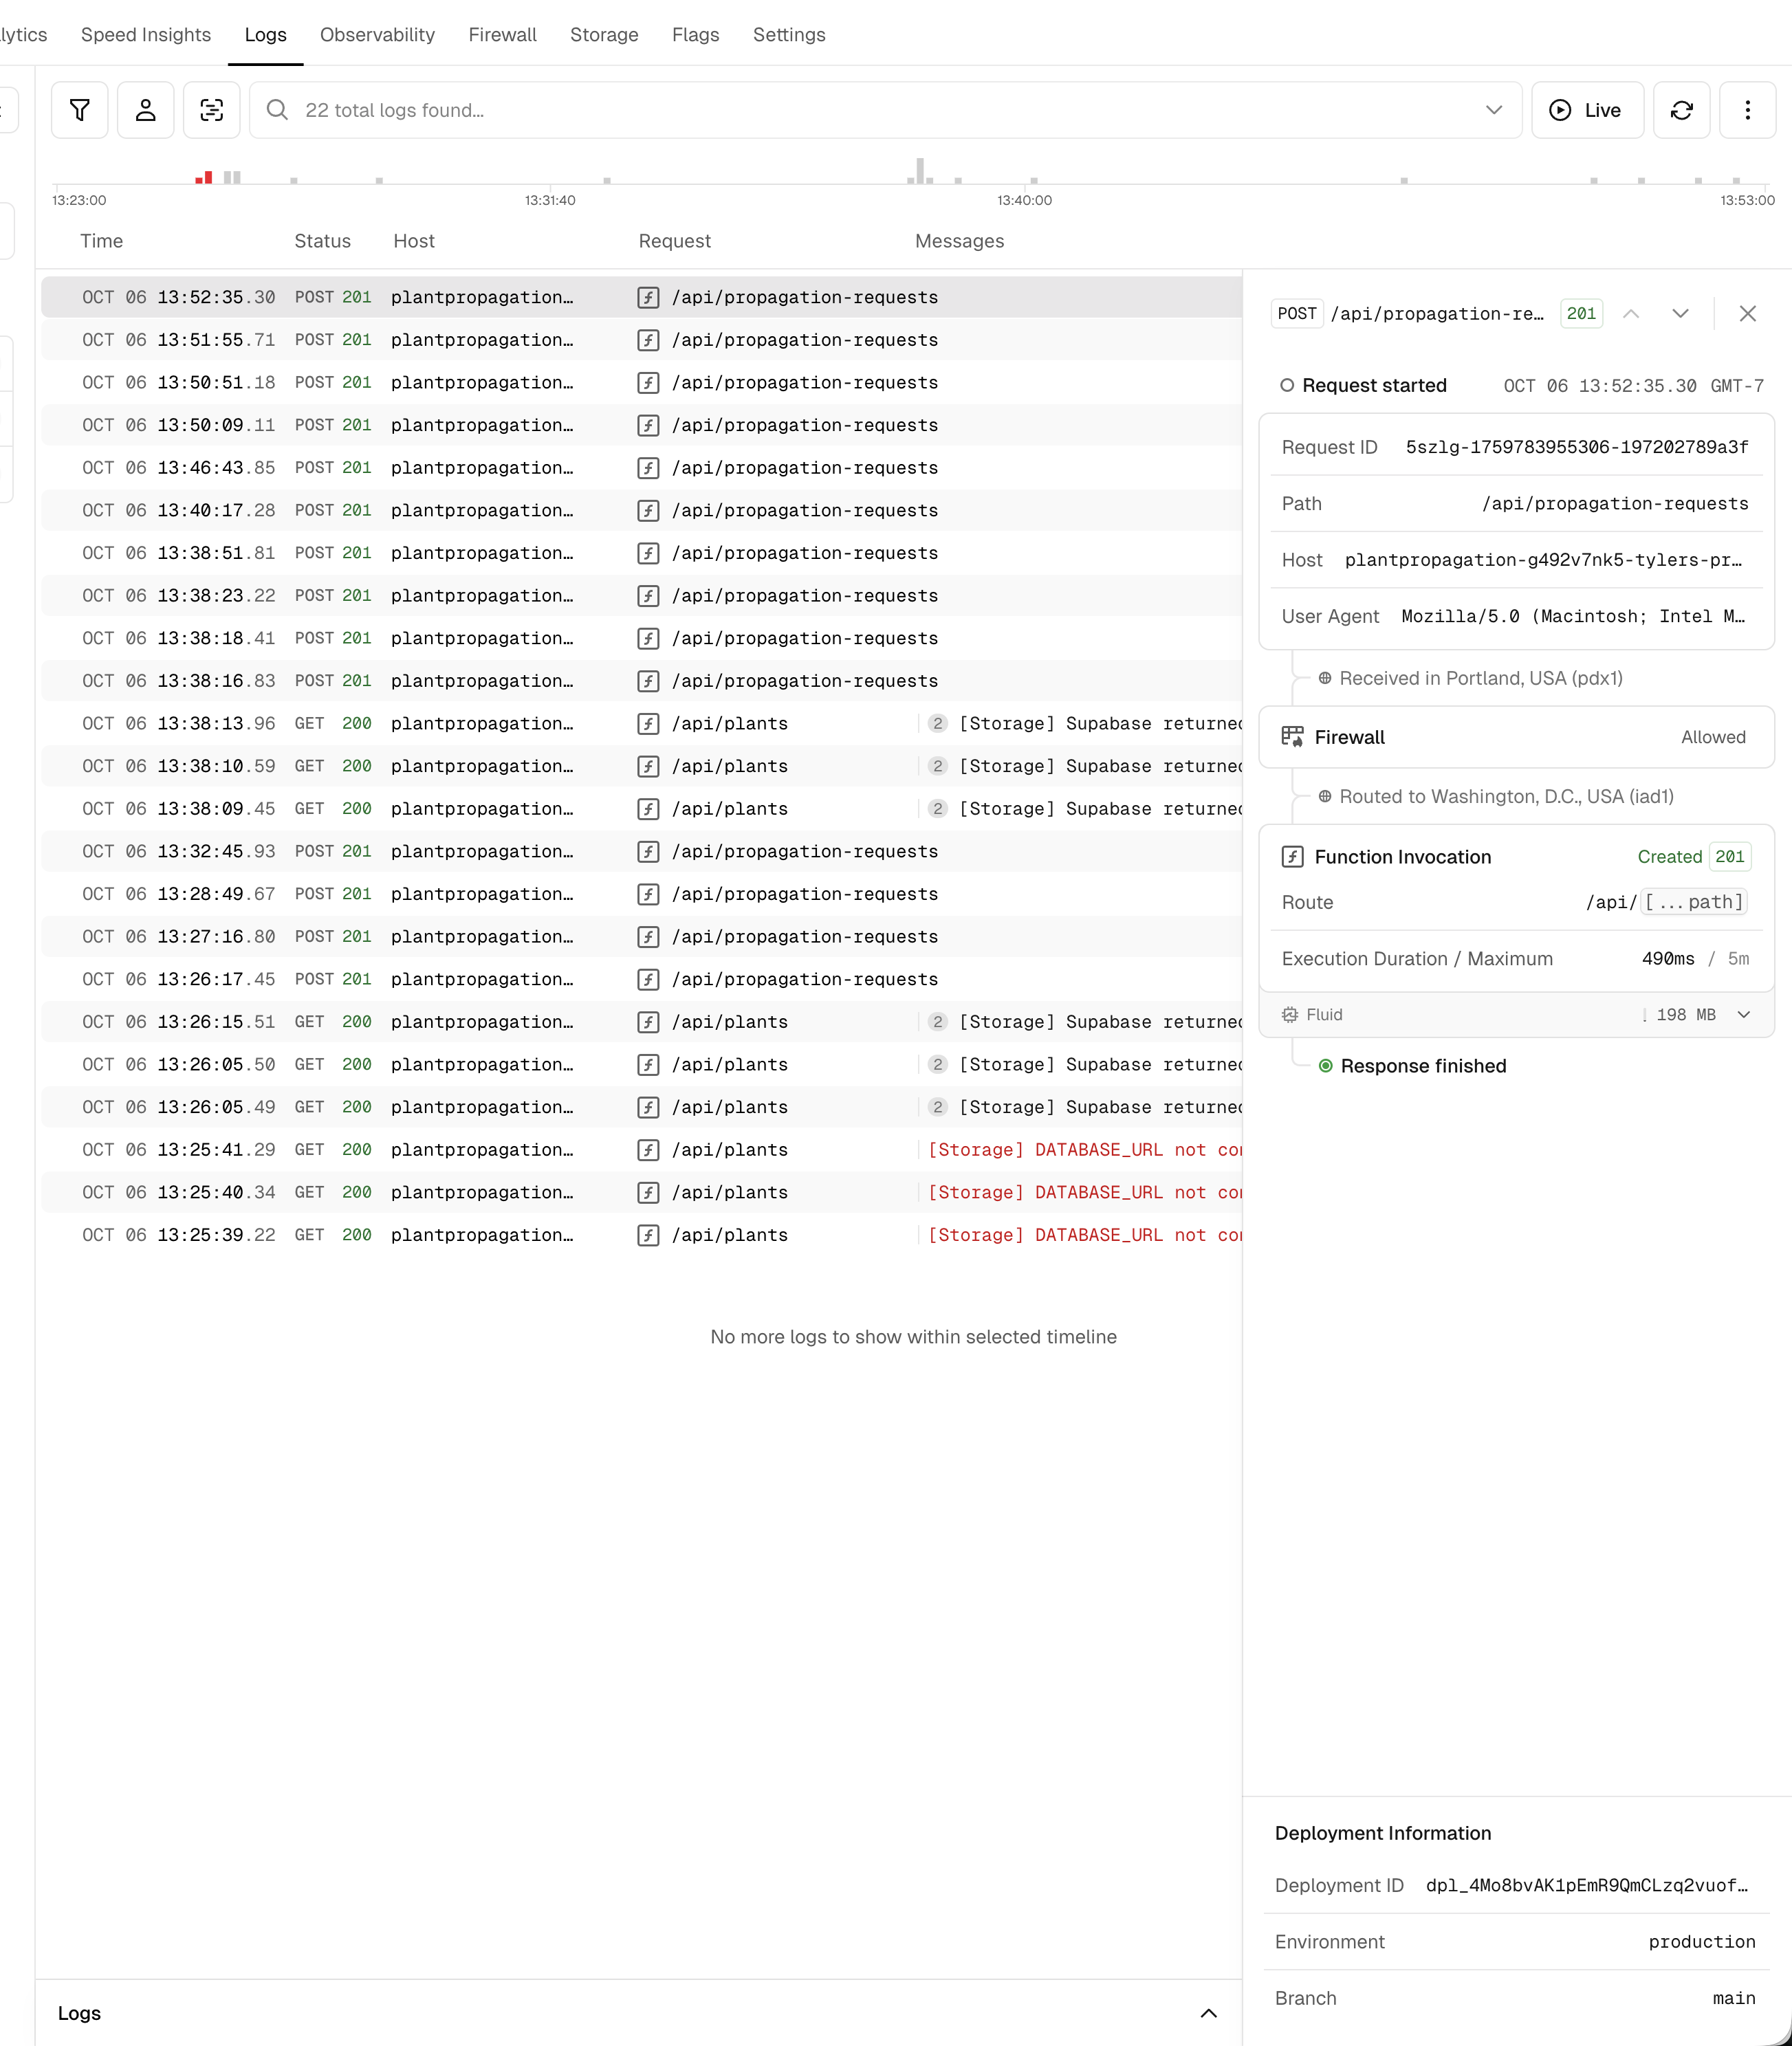 lytics Speed Insights Logs Observability Firewall Storage Flags Settings
22 total logs found...
Live
13:23:00 13:31:40 13:40:00 13:53:00
Time Status Host Request Messages
OCT 06 13:52:35.30 POST 201 plantpropagation... /api/propagation-requests
OCT 06 13:51:55.71 POST 201 plantpropagation... /api/propagation-requests
OCT 06 13:50:51.18 POST 201 plantpropagation... /api/propagation-requests
OCT 06 13:50:09.11 POST 201 plantpropagation... /api/propagation-requests
OCT 06 13:46:43.85 POST 201 plantpropagation... /api/propagation-requests
OCT 06 13:40:17.28 POST 201 plantpropagation... /api/propagation-requests
OCT 06 13:38:51.81 POST 201 plantpropagation... /api/propagation-requests
OCT 06 13:38:23.22 POST 201 plantpropagation... /api/propagation-requests
OCT 06 13:38:18.41 POST 201 plantpropagation... /api/propagation-requests
OCT 06 13:38:16.83 POST 201 plantpropagation... /api/propagation-requests
OCT 06 13:38:13.96 GET 200 plantpropagation... /api/plants 2 [Storage] Supabase returned
OCT 06 13:38:10.59 GET 200 plantpropagation... /api/plants 2 [Storage] Supabase returned
OCT 06 13:38:09.45 GET 200 plantpropagation... /api/plants 2 [Storage] Supabase returned
OCT 06 13:32:45.93 POST 201 plantpropagation... /api/propagation-requests
OCT 06 13:28:49.67 POST 201 plantpropagation... /api/propagation-requests
OCT 06 13:27:16.80 POST 201 plantpropagation... /api/propagation-requests
OCT 06 13:26:17.45 POST 201 plantpropagation... /api/propagation-requests
OCT 06 13:26:15.51 GET 200 plantpropagation... /api/plants 2 [Storage] Supabase returned
OCT 06 13:26:05.50 GET 200 plantpropagation... /api/plants 2 [Storage] Supabase returned
OCT 06 13:26:05.49 GET 200 plantpropagation... /api/plants 2 [Storage] Supabase returned
OCT 06 13:25:41.29 GET 200 plantpropagation... /api/plants [Storage] DATABASE_URL not con
OCT 06 13:25:40.34 GET 200 plantpropagation... /api/plants [Storage] DATABASE_URL not con
OCT 06 13:25:39.22 GET 200 plantpropagation... /api/plants [Storage] DATABASE_URL not con
No more logs to show within selected timeline
Logs
POST /api/propagation-re... 201
Request started OCT 06 13:52:35.30 GMT-7
Request ID 5szlg-1759783955306-197202789a3f
Path /api/propagation-requests
Host plantpropagation-g492v7nk5-tylers-pr...
User Agent Mozilla/5.0 (Macintosh; Intel M...
Received in Portland, USA (pdx1)
Firewall Allowed
Routed to Washington, D.C., USA (iad1)
Function Invocation Created 201
Route /api/[...path]
Execution Duration / Maximum 490ms / 5m
Fluid 198 MB
Response finished
Deployment Information
Deployment ID dpl_4Mo8bvAK1pEmR9QmCLzq2vuof...
Environment production
Branch main